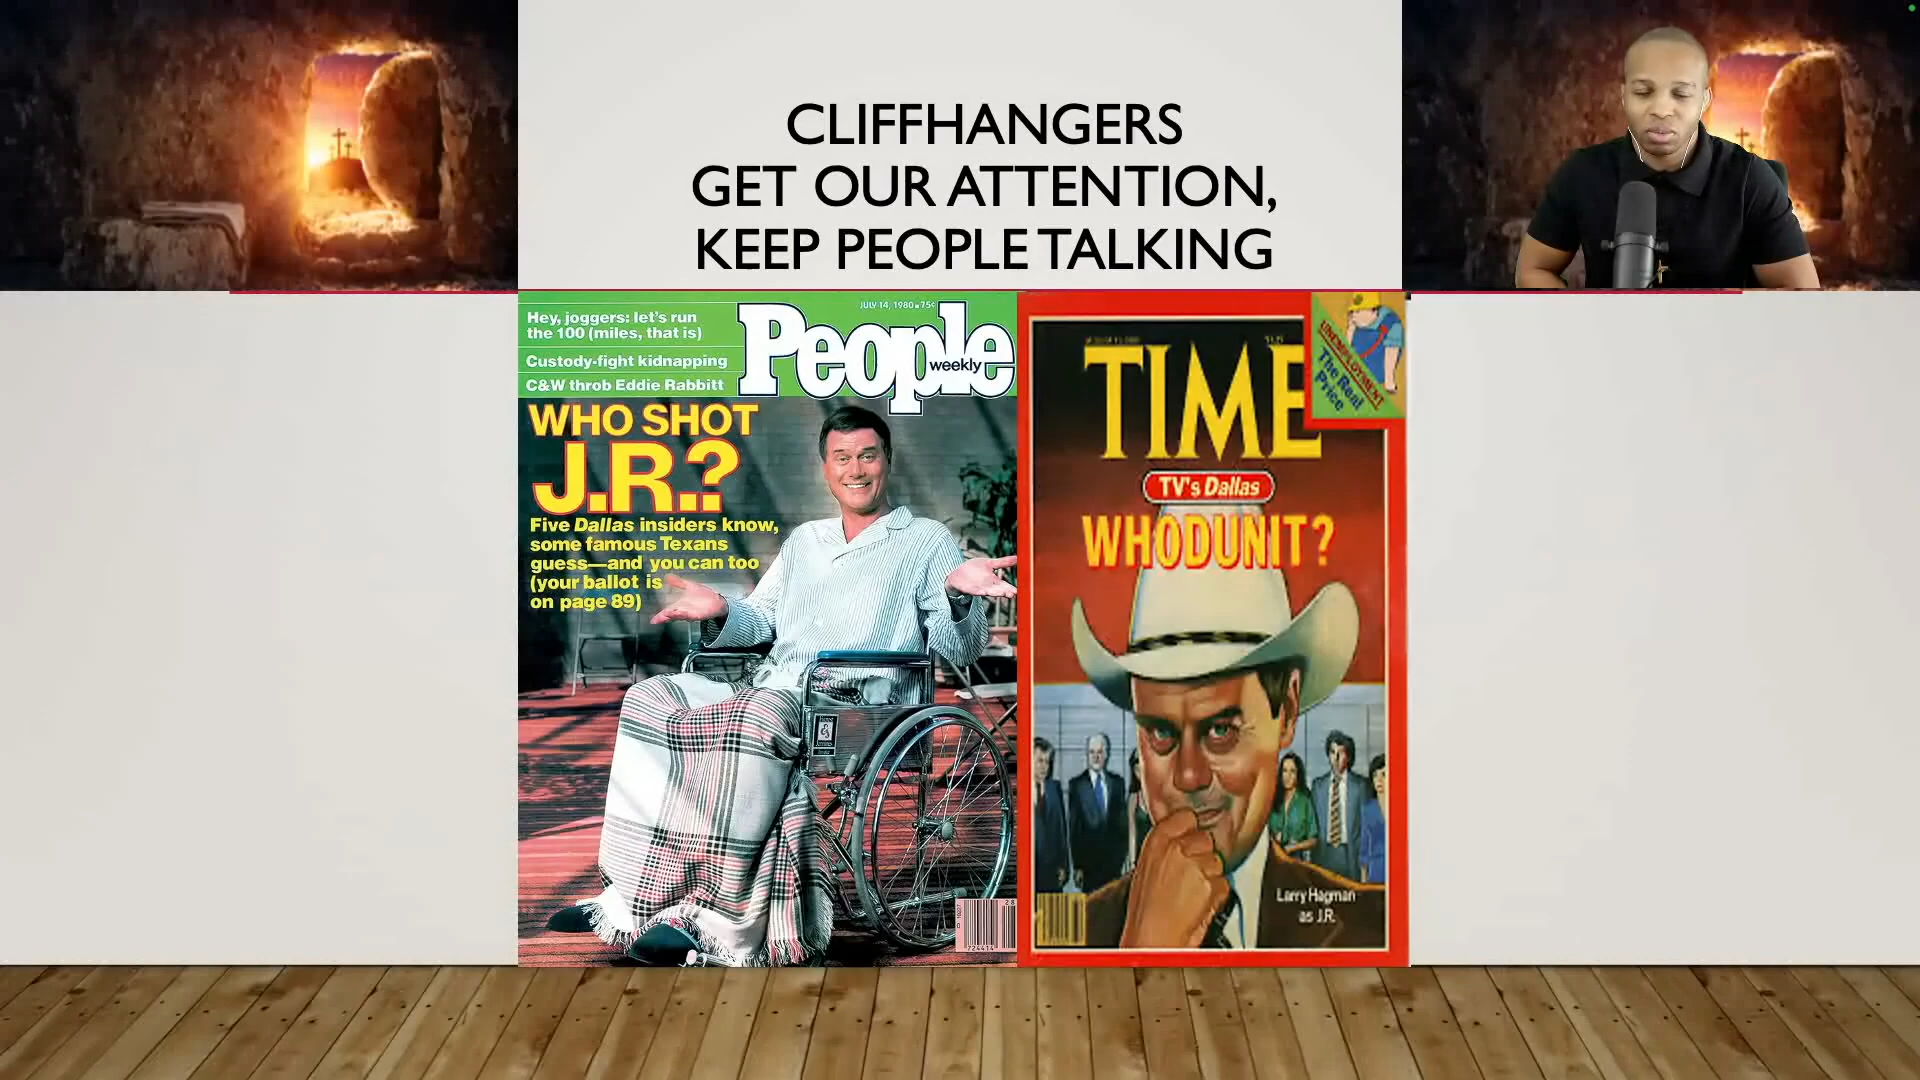 CLIFFHANGERS
GET OUR ATTENTION,
KEEP PEOPLE TALKING
JULY 14, 1980 ▪ 75¢
Hey, joggers: let's run
the 100 (miles, that is)
Custody-fight kidnapping
C&W throb Eddie Rabbitt
People
weekly
WHO SHOT
J.R.?
Five Dallas insiders know,
some famous Texans
guess—and you can too
(your ballot is
on page 89)
28
724414
UNEMPLOYMENT
The Real
Price
TIME
TV's Dallas
WHODUNIT?
Larry Hagman
as J.R.